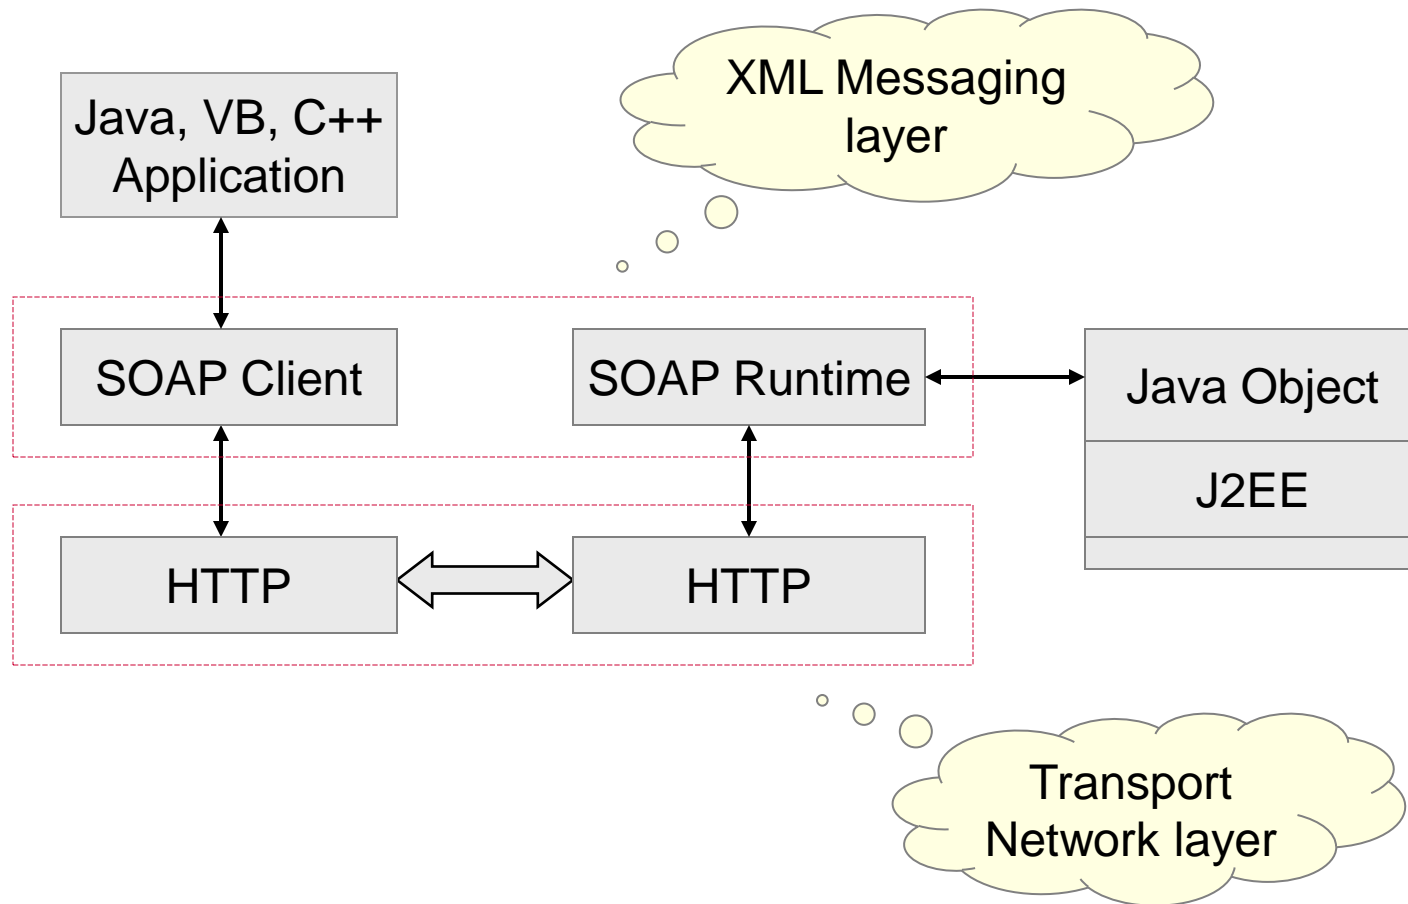 XML Messaging
layer
Java, VB, C++
Application
SOAP Client
SOAP Runtime
Java Object
J2EE
HTTP
HTTP
Transport
Network layer